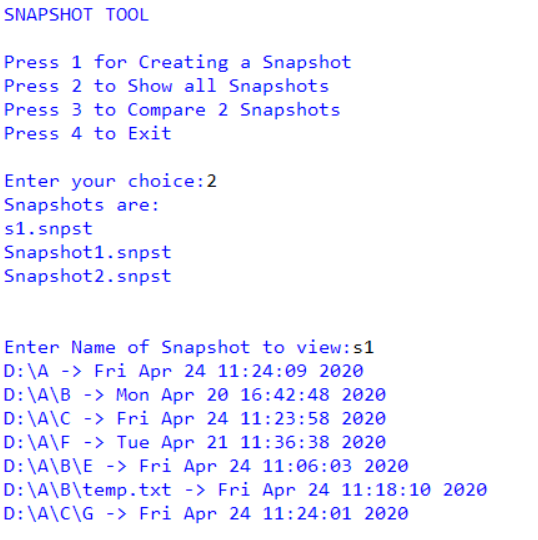 SNAPSHOT TOOL
Press 1 for Creating a Snapshot
Press 2 to Show all Snapshots
Press 3 to Compare 2 Snapshots
Press 4 to Exit
Enter your choice:2
Snapshots are:
s1.snpst
Snapshot1.snpst
Snapshot2.snpst
Enter Name of Snapshot to view:s1
D:\A -> Fri Apr 24 11:24:09 2020
D:\A\B -> Mon Apr 20 16:42:48 2020
D:\A\C -> Fri Apr 24 11:23:58 2020
D:\A\F -> Tue Apr 21 11:36:38 2020
D:\A\B\E -> Fri Apr 24 11:06:03 2020
D:\A\B\temp.txt -> Fri Apr 24 11:18:10 2020
D:\A\C\G -> Fri Apr 24 11:24:01 2020